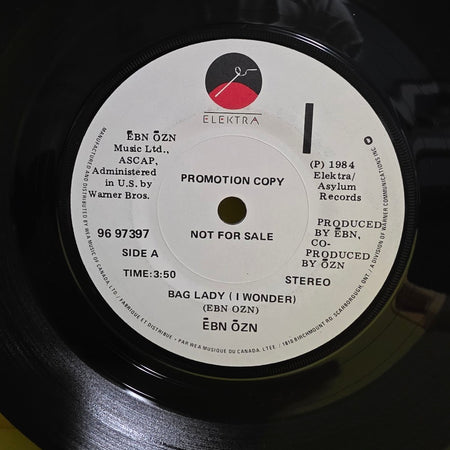 ELEKTRA
ĒBN ŌZN
Music Ltd.,
ASCAP,
Administered
in U.S. by
Warner Bros.
PROMOTION COPY
(P) 1984
Elektra/
Asylum
Records
96 97397
NOT FOR SALE
PRODUCED
BY ĒBN,
CO-
PRODUCED
BY ŌZN
SIDE A
TIME:3:50
STEREO
BAG LADY (I WONDER)
(EBN OZN)
ĒBN ŌZN
MANUFACTURED AND DISTRIBUTED BY WEA MUSIC OF CANADA, LTD. / FABRIQUÉ ET DISTRIBUÉ • PAR WEA MUSIQUE DU CANADA, LTEE. / 1810 BIRCHMOUNT RD. SCARBOROUGH, ONT. / A DIVISION OF WARNER COMMUNICATIONS INC.